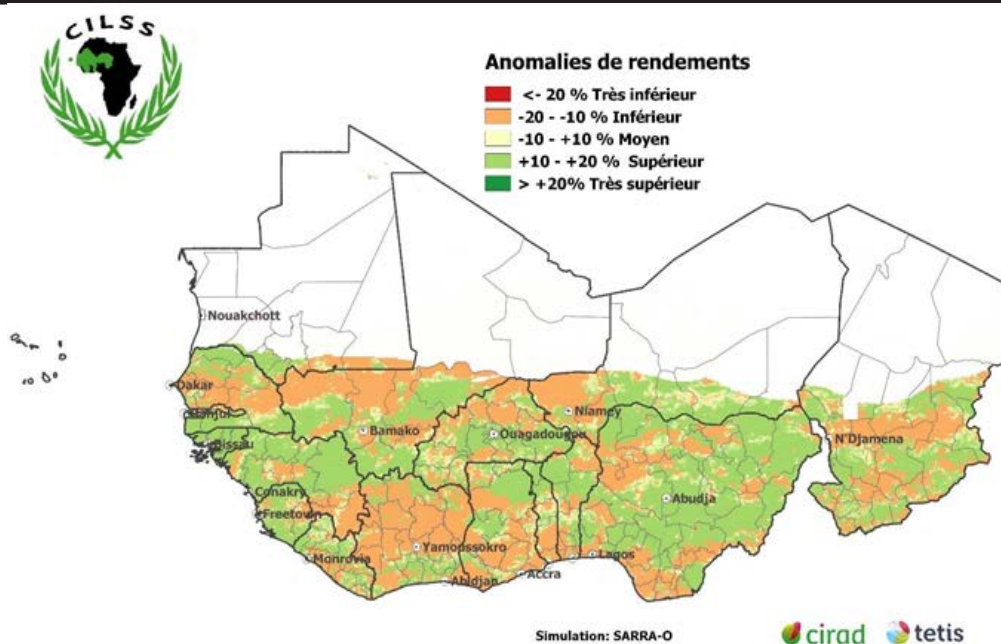 CILSS
Anomalies de rendements
<- 20 % Très inférieur
-20 - -10 % Inférieur
-10 - +10 % Moyen
+10 - +20 % Supérieur
> +20% Très supérieur
Nouakchott
Dakar
Banjul
Bissau
Bamako
Niamey
Ouagadougou
N'Djamena
Conakry
Freetown
Abudja
Monrovia
Yamoussokro
Lagos
Abidjan
Accra
Simulation: SARRA-O
cirad
tetis